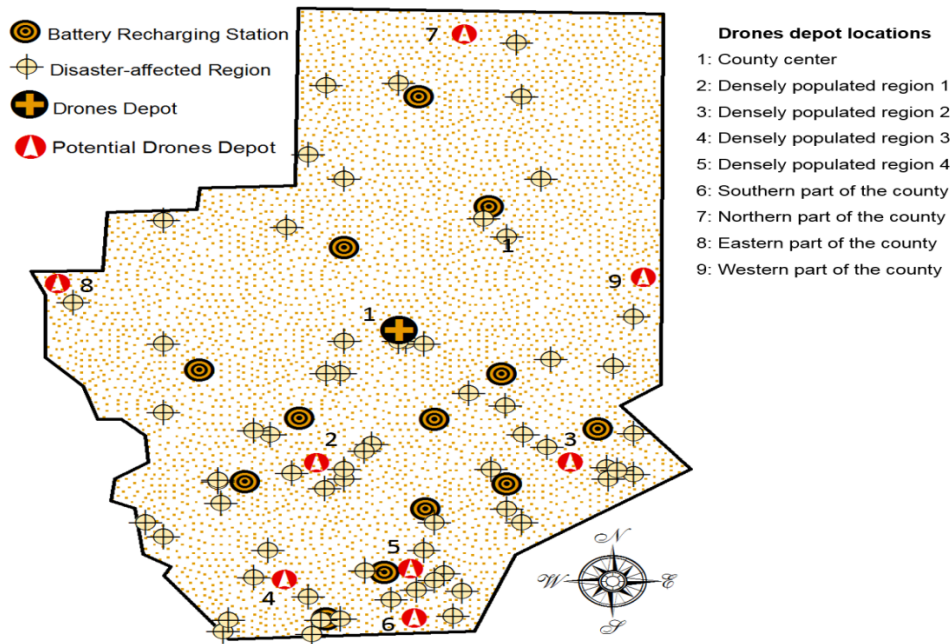 Battery Recharging Station
Disaster-affected Region
Drones Depot
Potential Drones Depot
Drones depot locations
1: County center
2: Densely populated region 1
3: Densely populated region 2
4: Densely populated region 3
5: Densely populated region 4
6: Southern part of the county
7: Northern part of the county
8: Eastern part of the county
9: Western part of the county
7
1
8
9
1
2
3
5
4
6
N
W
E
S